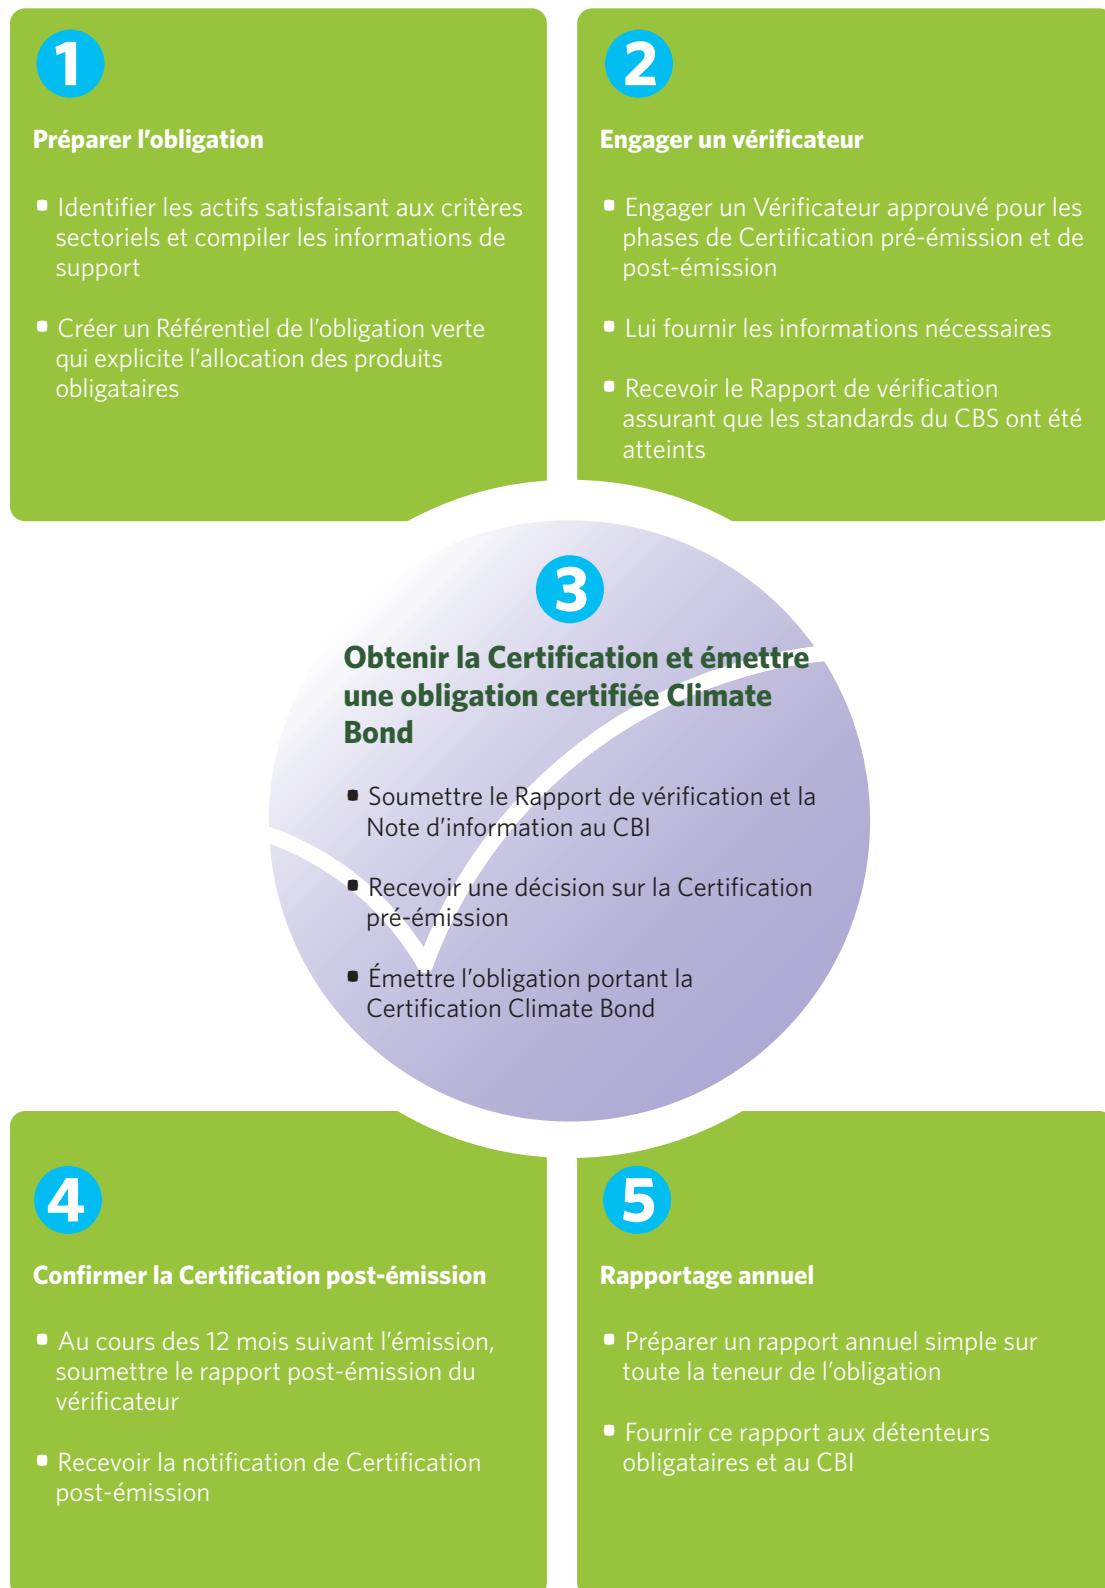 1
Préparer l'obligation
Identifier les actifs satisfaisant aux critères
sectoriels et compiler les informations de
support
Créer un Référentiel de l'obligation verte
qui explicite l'allocation des produits
obligataires
2
Engager un vérificateur
Engager un Vérificateur approuvé pour les
phases de Certification pré-émission et de
post-émission
Lui fournir les informations nécessaires
Recevoir le Rapport de vérification
assurant que les standards du CBS ont été
atteints
3
Obtenir la Certification et émettre
une obligation certifiée Climate
Bond
Soumettre le Rapport de vérification et la
Note d'information au CBI
Recevoir une décision sur la Certification
pré-émission
Émettre l'obligation portant la
Certification Climate Bond
4
Confirmer la Certification post-émission
Au cours des 12 mois suivant l'émission,
soumettre le rapport post-émission du
vérificateur
Recevoir la notification de Certification
post-émission
5
Rapportage annuel
Préparer un rapport annuel simple sur
toute la teneur de l'obligation
Fournir ce rapport aux détenteurs
obligataires et au CBI